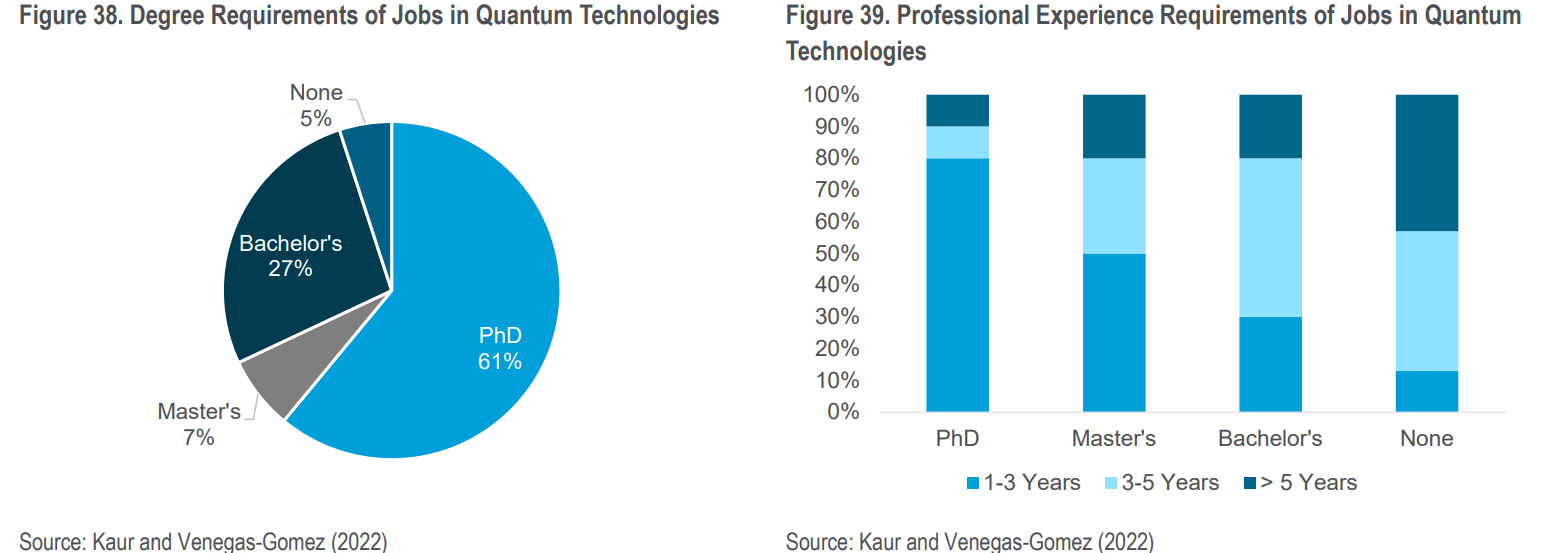 Figure 38. Degree Requirements of Jobs in Quantum Technologies
None
5%
Bachelor's
27%
PhD
61%
Master's
7%
Source: Kaur and Venegas-Gomez (2022)
Figure 39. Professional Experience Requirements of Jobs in Quantum
Technologies
100%
90%
80%
70%
60%
50%
40%
30%
20%
10%
0%
PhD Master's Bachelor's None
1-3 Years 3-5 Years > 5 Years
Source: Kaur and Venegas-Gomez (2022)